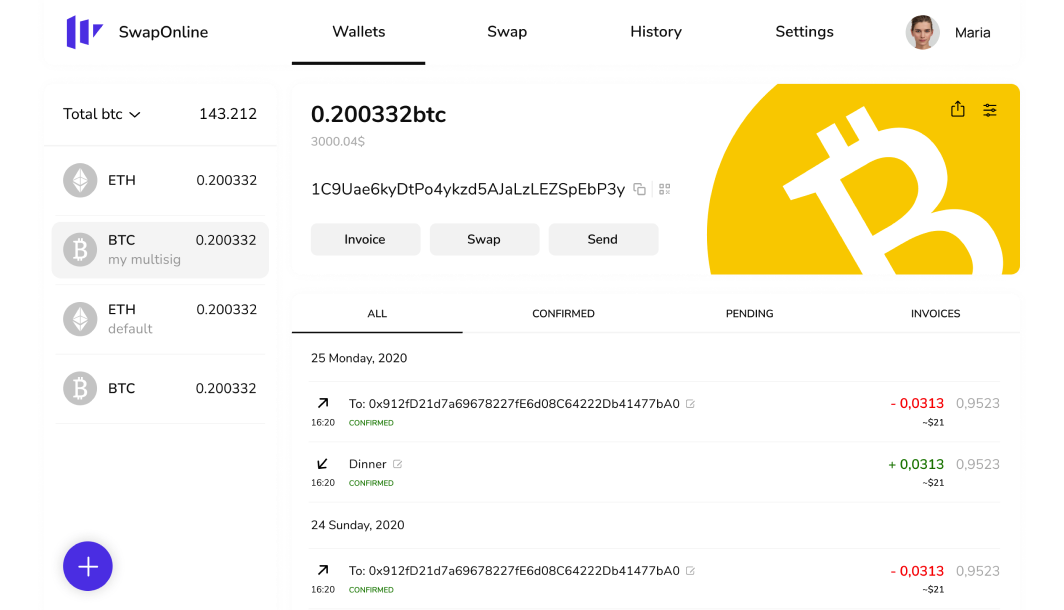 SwapOnline
Wallets
Swap
History
Settings
Maria
Total btc
143.212
ETH
0.200332
BTC
0.200332
my multisig
ETH
0.200332
default
BTC
0.200332
0.200332btc
3000.04$
1C9Uae6kyDtPo4ykzd5AJaLzLEZSpEbP3y
Invoice
Swap
Send
ALL
CONFIRMED
PENDING
INVOICES
25 Monday, 2020
To: 0x912fD21d7a69678227fE6d08C64222Db41477bA0
- 0,0313
0,9523
16:20
CONFIRMED
~$21
Dinner
+ 0,0313
0,9523
16:20
CONFIRMED
~$21
24 Sunday, 2020
To: 0x912fD21d7a69678227fE6d08C64222Db41477bA0
- 0,0313
0,9523
16:20
CONFIRMED
~$21